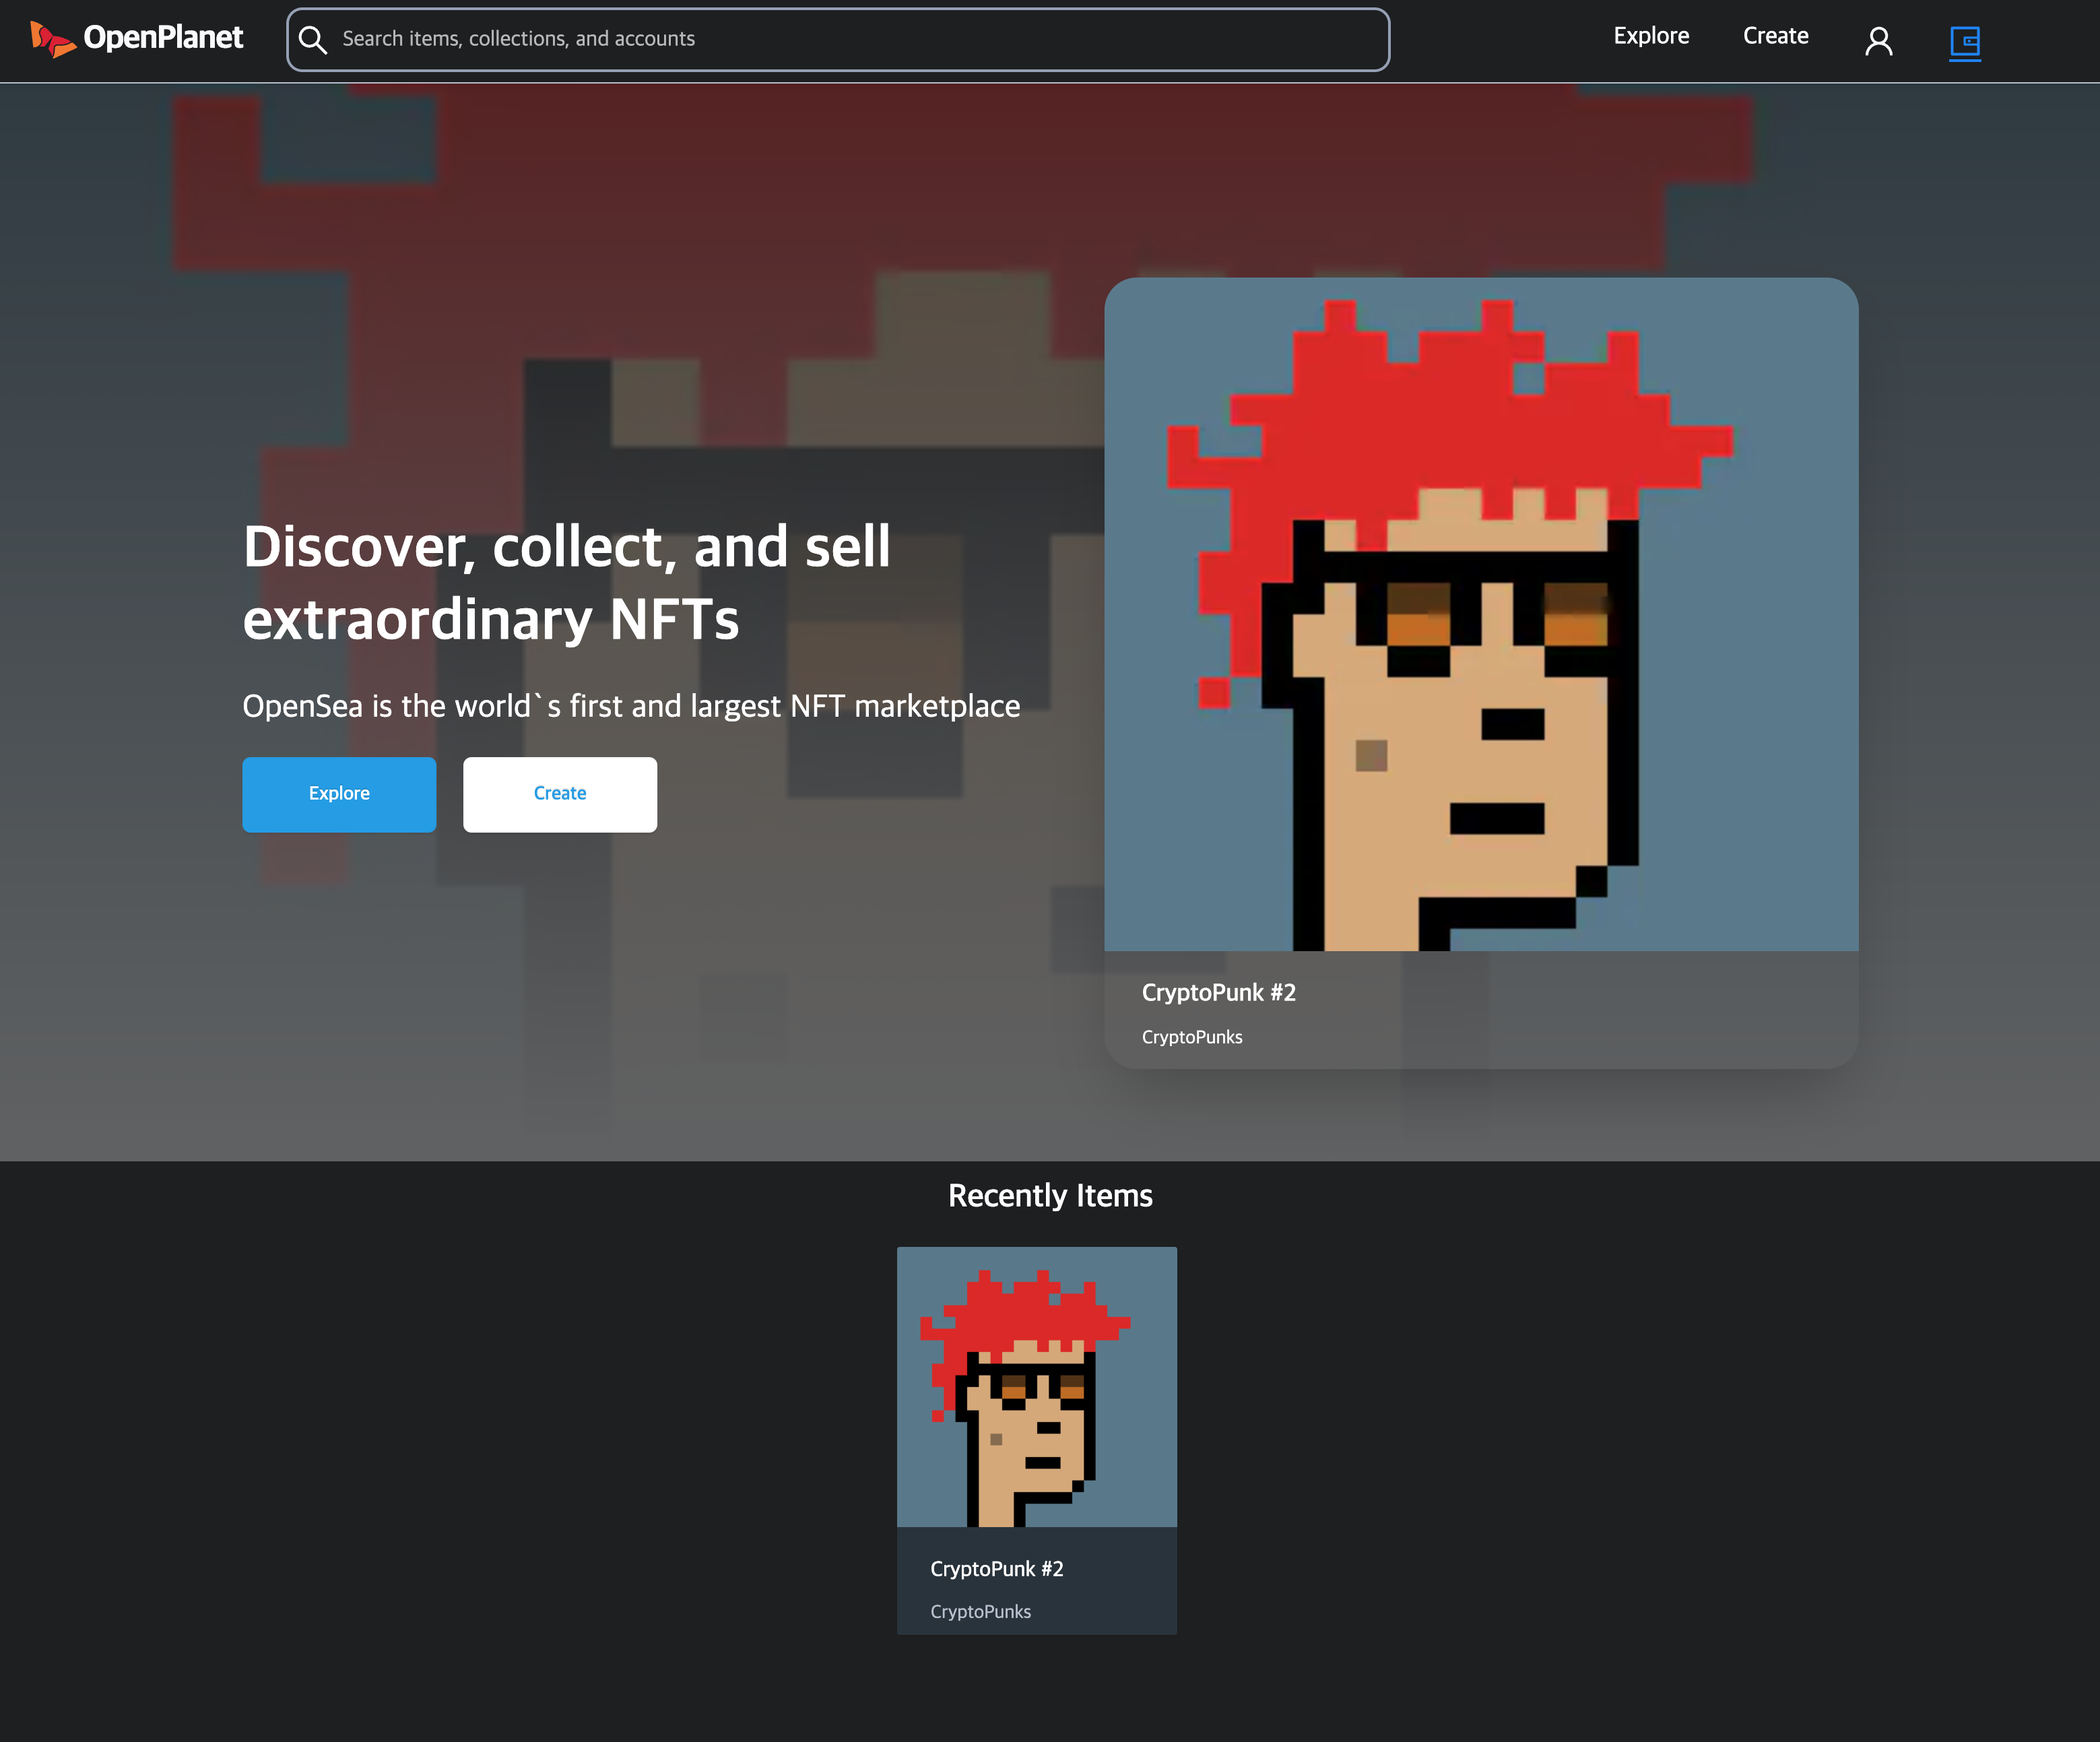 OpenPlanet
Search items, collections, and accounts
Explore
Create
Discover, collect, and sell
extraordinary NFTs
OpenSea is the world`s first and largest NFT marketplace
Explore
Create
CryptoPunk #2
CryptoPunks
Recently Items
CryptoPunk #2
CryptoPunks